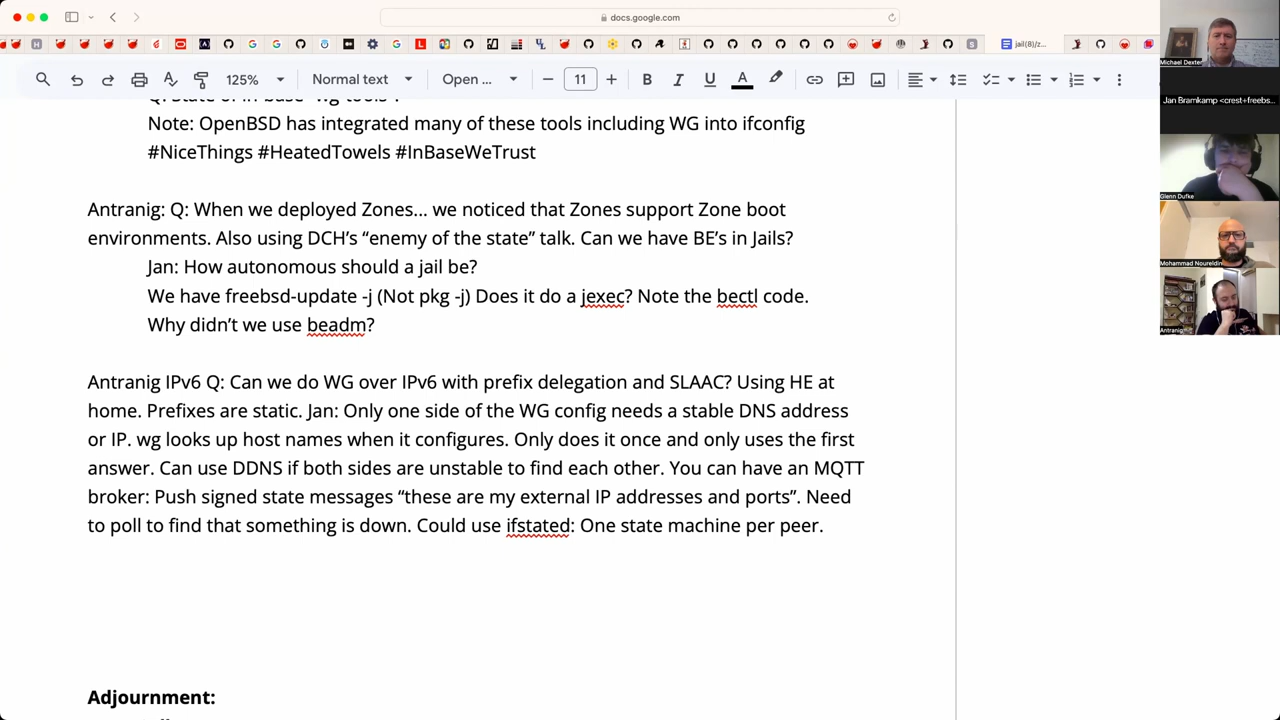 docs.google.com
jail(8)/z...
125%
Normal text
Open ...
11
B I U A
Note: OpenBSD has integrated many of these tools including WG into ifconfig
#NiceThings #HeatedTowels #InBaseWeTrust
Antranig: Q: When we deployed Zones... we noticed that Zones support Zone boot
environments. Also using DCH’s “enemy of the state” talk. Can we have BE’s in Jails?
Jan: How autonomous should a jail be?
We have freebsd-update -j (Not pkg -j) Does it do a jexec? Note the bectl code.
Why didn’t we use beadm?
Antranig IPv6 Q: Can we do WG over IPv6 with prefix delegation and SLAAC? Using HE at
home. Prefixes are static. Jan: Only one side of the WG config needs a stable DNS address
or IP. wg looks up host names when it configures. Only does it once and only uses the first
answer. Can use DDNS if both sides are unstable to find each other. You can have an MQTT
broker: Push signed state messages “these are my external IP addresses and ports”. Need
to poll to find that something is down. Could use ifstated: One state machine per peer.
Adjournment:
Michael Dexter
Jan Bramkamp <crest+freebs...
Glenn Dufke
Mohammad Noureldin
Antranig